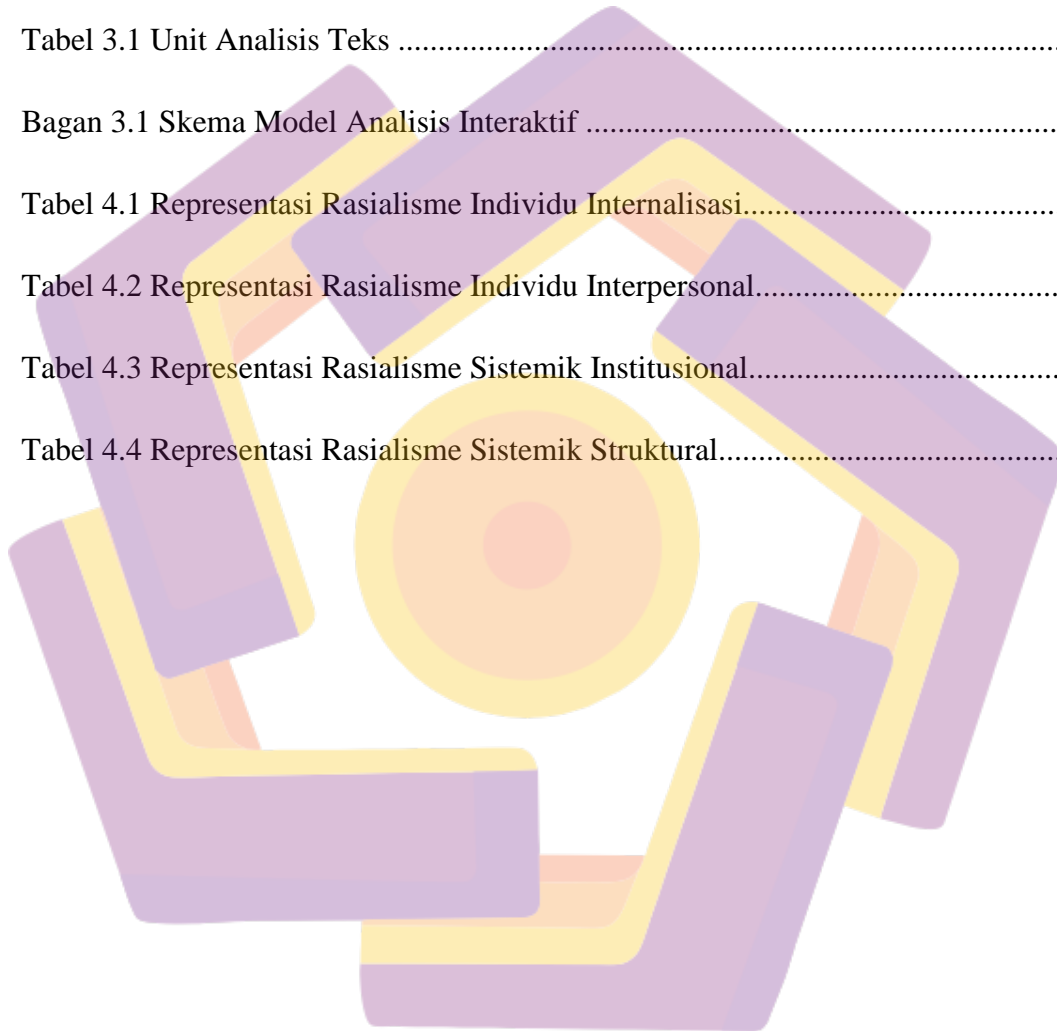 Tabel 3.1 Unit Analisis Teks ...................................................................................
Bagan 3.1 Skema Model Analisis Interaktif ...........................................................
Tabel 4.1 Representasi Rasialisme Individu Internalisasi.......................................
Tabel 4.2 Representasi Rasialisme Individu Interpersonal......................................
Tabel 4.3 Representasi Rasialisme Sistemik Institusional.......................................
Tabel 4.4 Representasi Rasialisme Sistemik Struktural...........................................